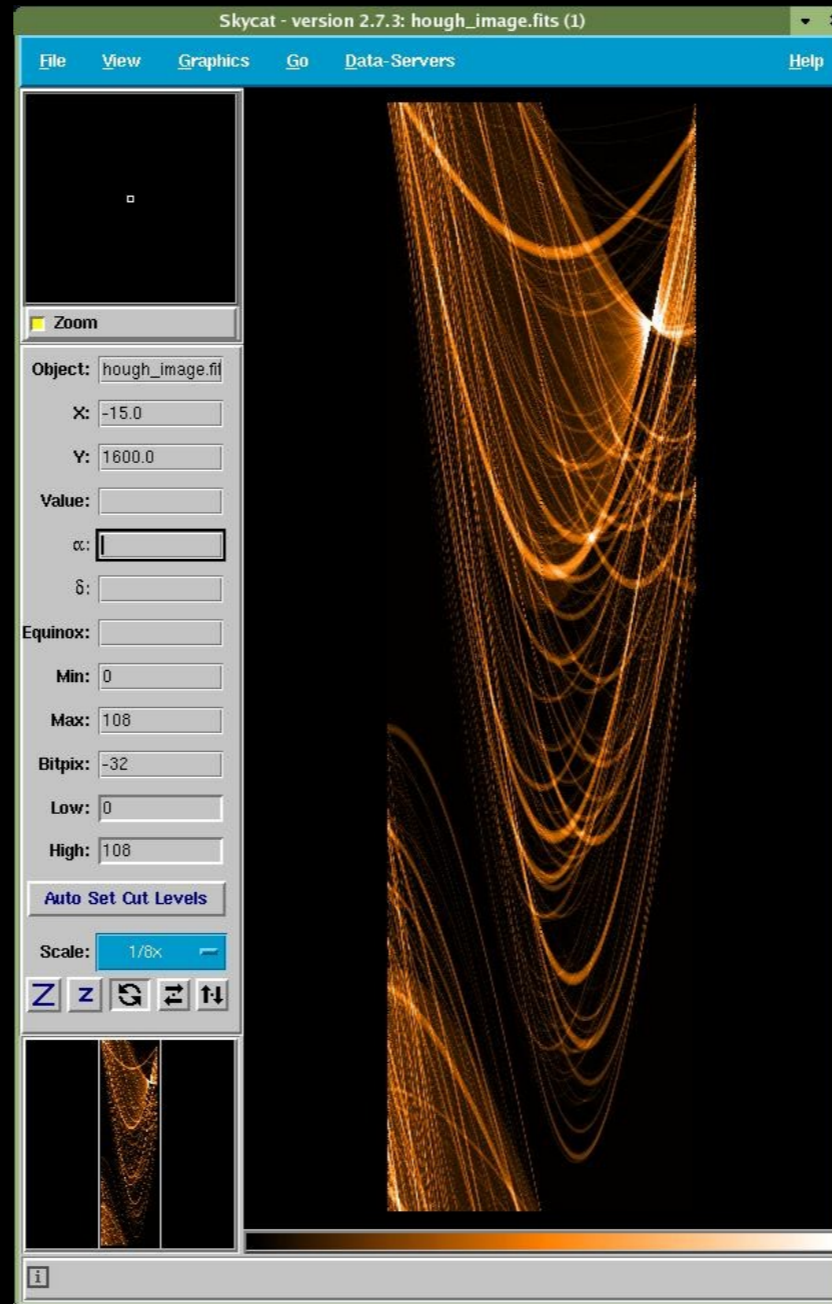 Skycat - version 2.7.3: hough_image.fits (1)
File View Graphics Go Data-Servers Help
Zoom
Object: hough_image.fit
X: -15.0
Y: 1600.0
Value:
α:
δ:
Equinox:
Min: 0
Max: 108
Bitpix: -32
Low: 0
High: 108
Auto Set Cut Levels
Scale: 1/8x
Z z
i